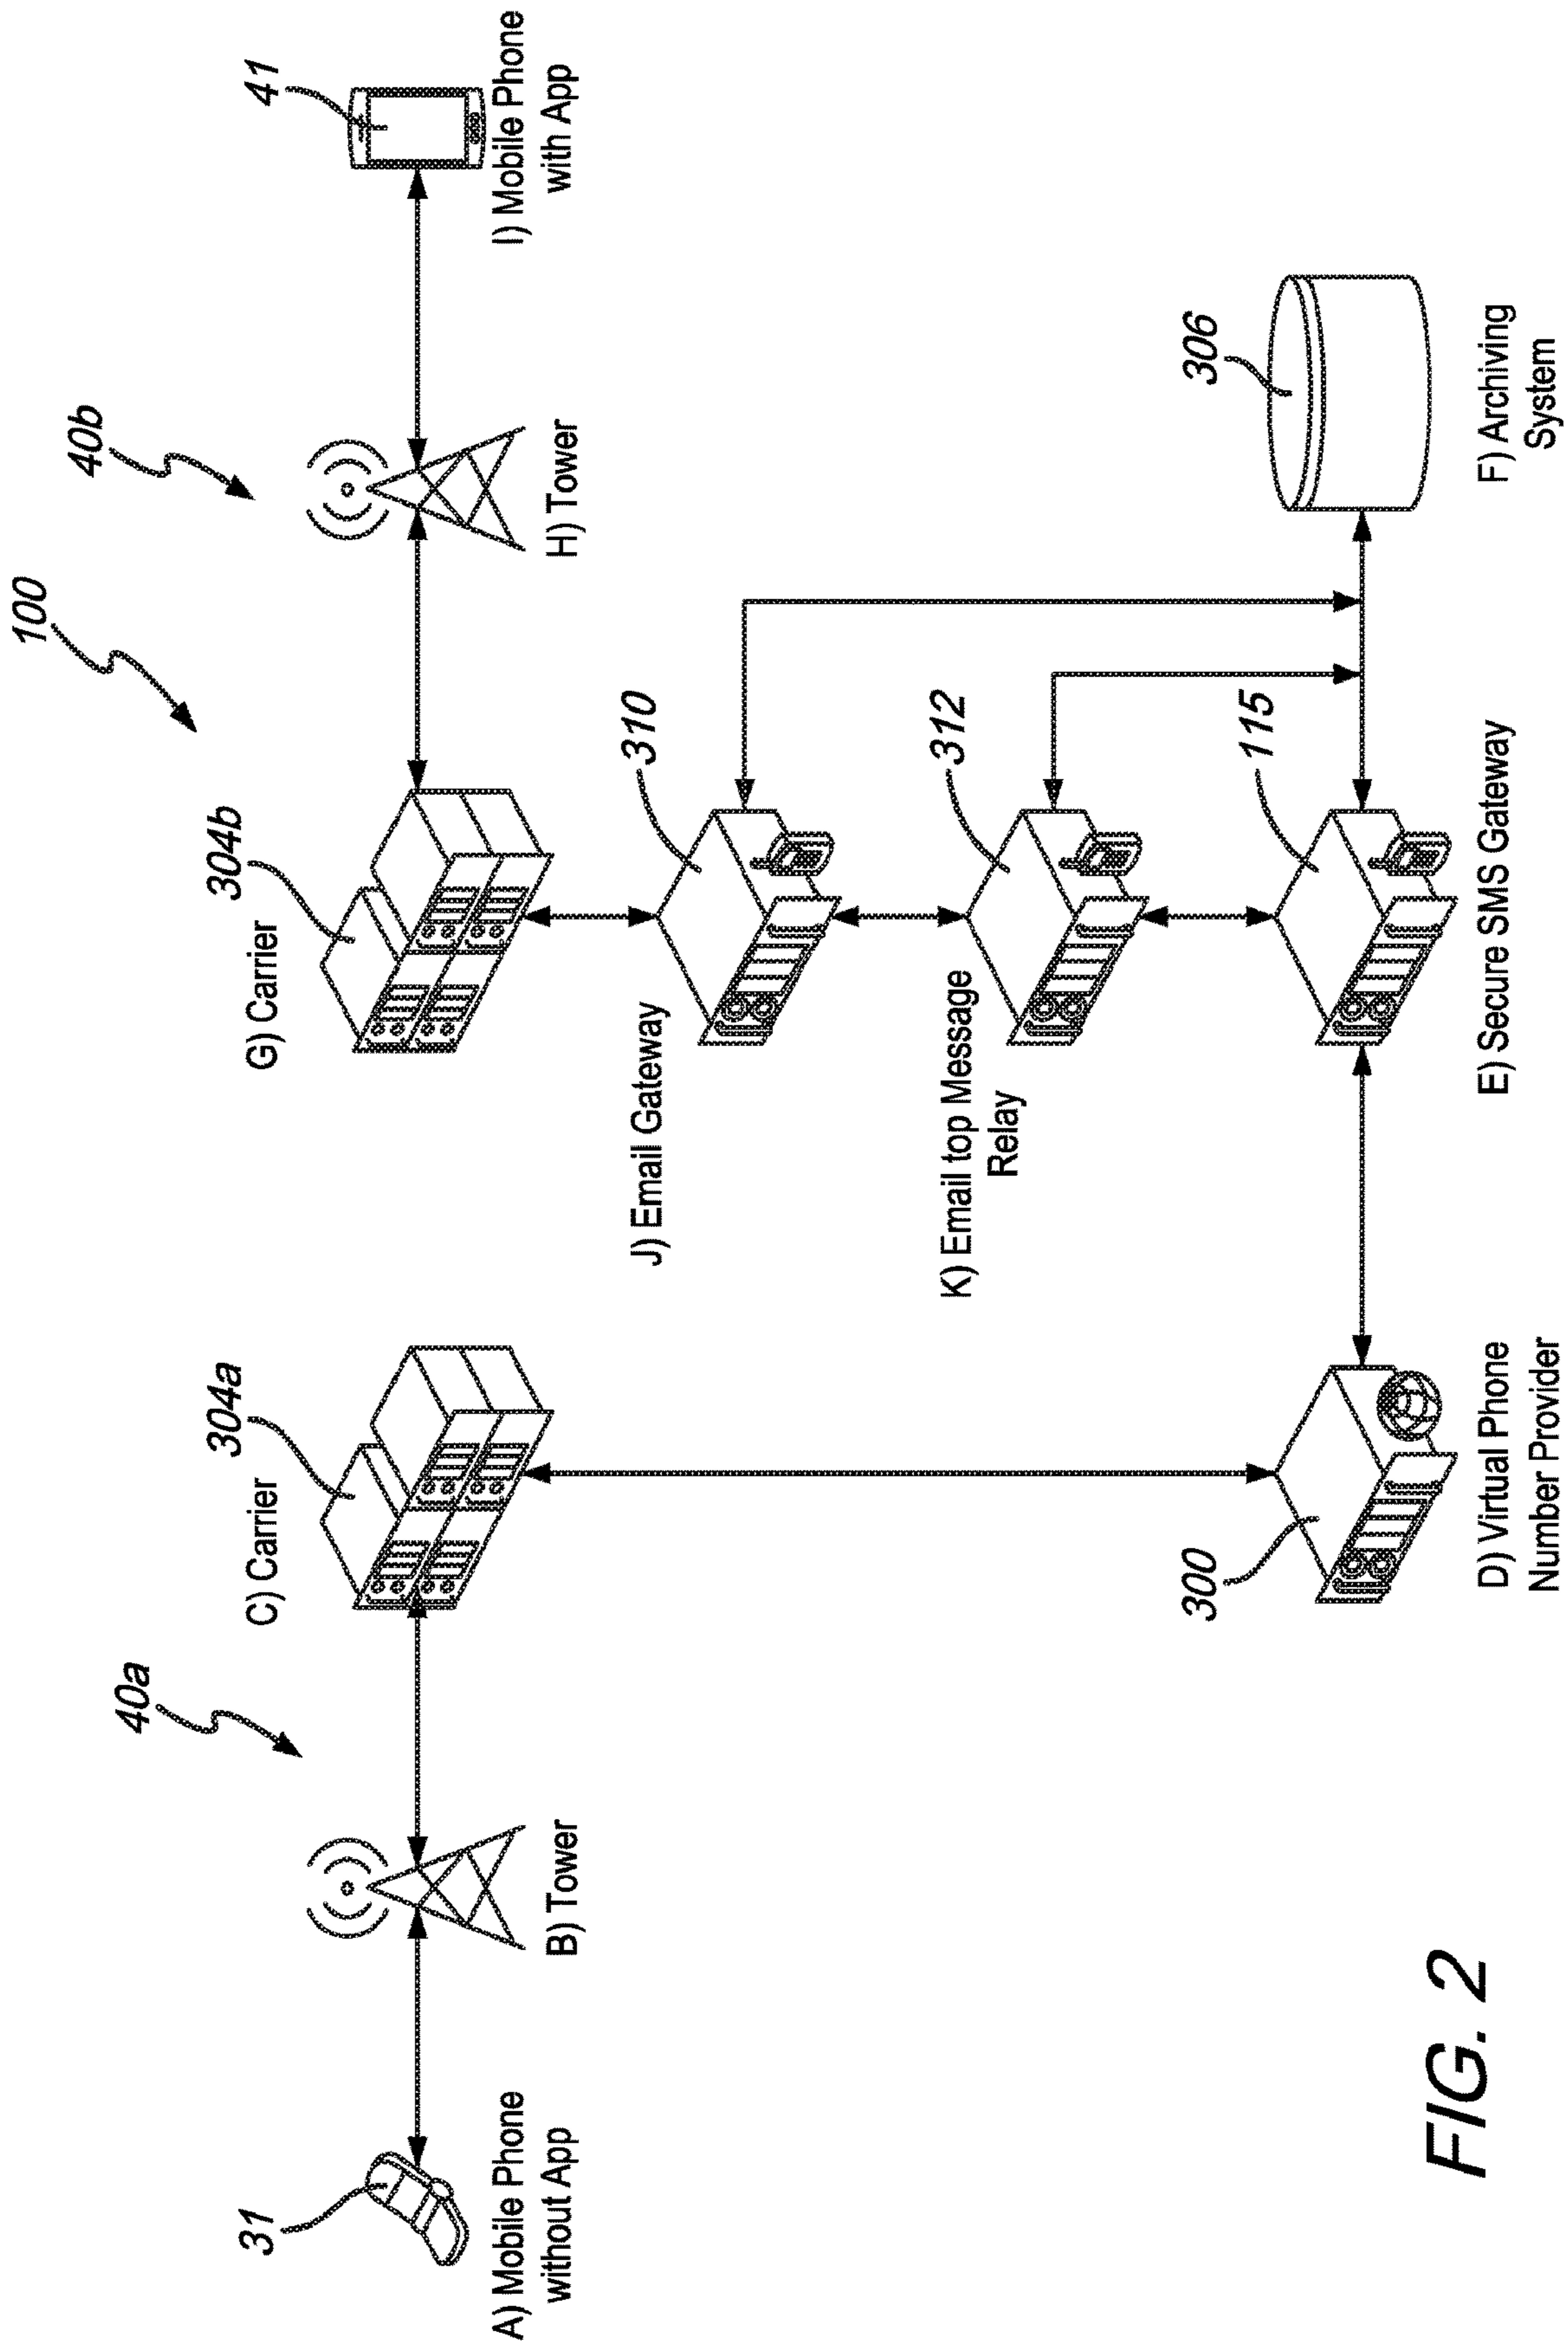 100
40a
40b
31
A) Mobile Phone
without App
B) Tower
C) Carrier
304a
G) Carrier
304b
H) Tower
41
I) Mobile Phone
with App
J) Email Gateway
310
K) Email top Message
Relay
312
300
D) Virtual Phone
Number Provider
115
E) Secure SMS Gateway
306
F) Archiving
System
FIG. 2